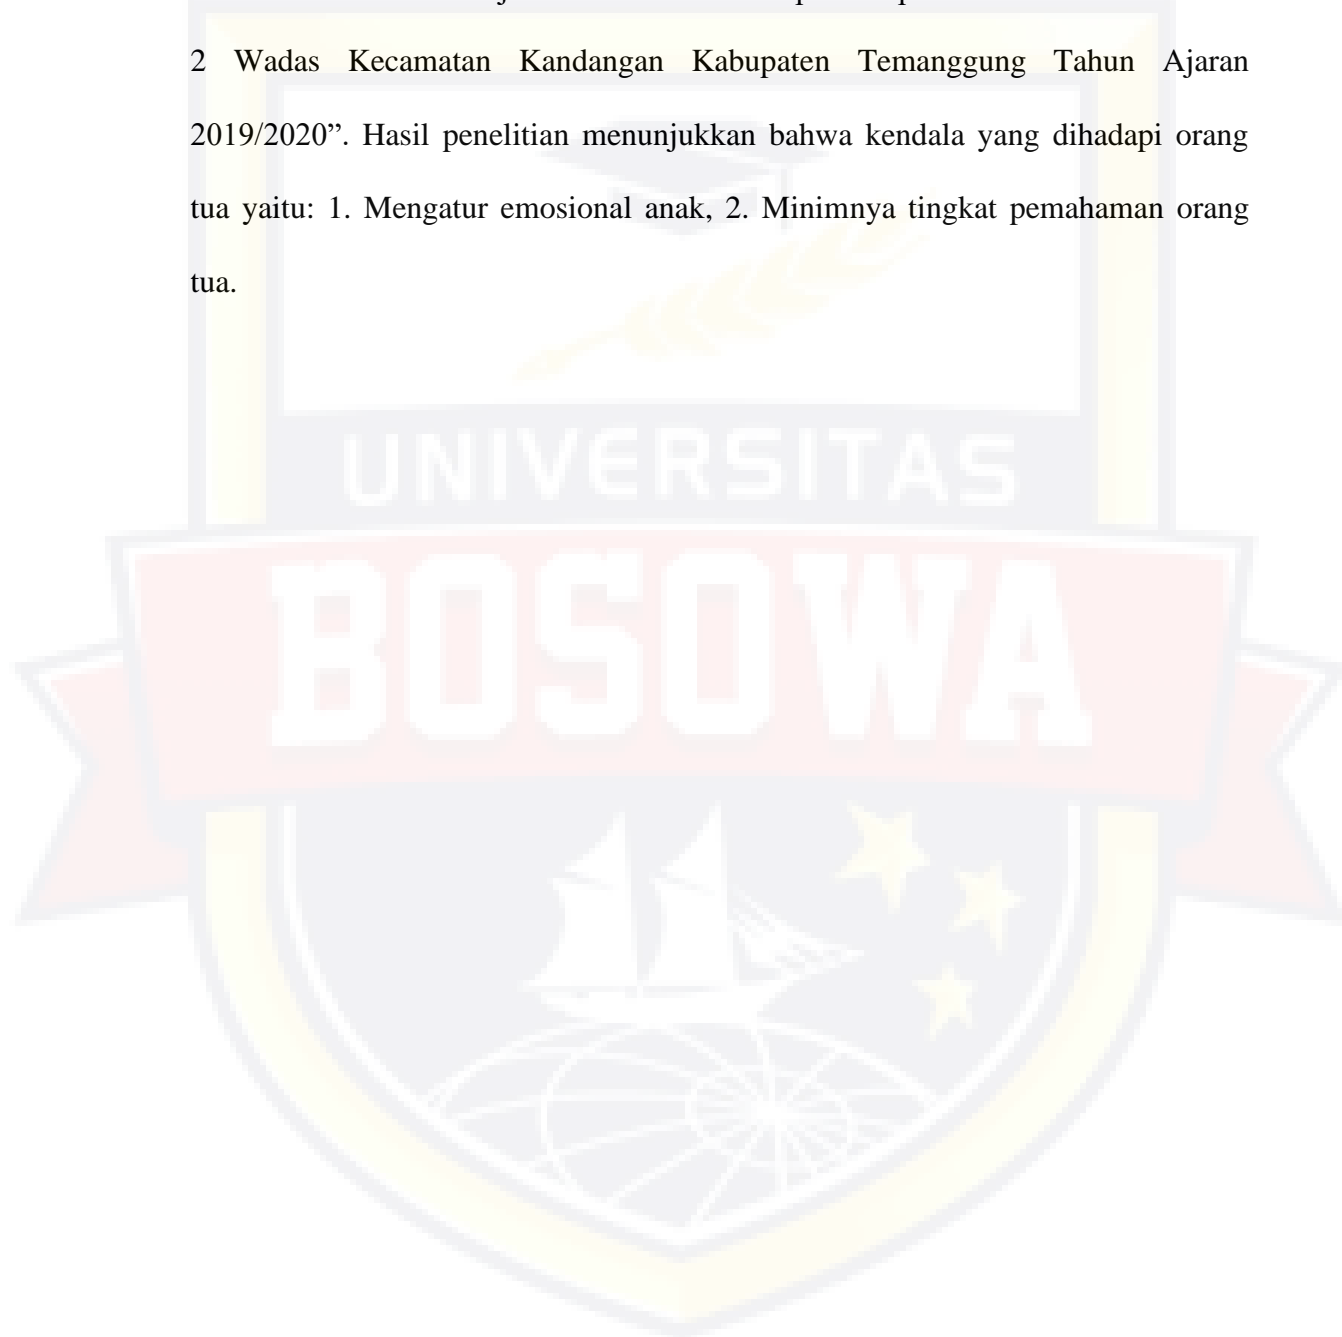 2 Wadas Kecamatan Kandangan Kabupaten Temanggung Tahun Ajaran
2019/2020”. Hasil penelitian menunjukkan bahwa kendala yang dihadapi orang
tua yaitu: 1. Mengatur emosional anak, 2. Minimnya tingkat pemahaman orang
tua.
UNIVERSITAS
BOSOWA